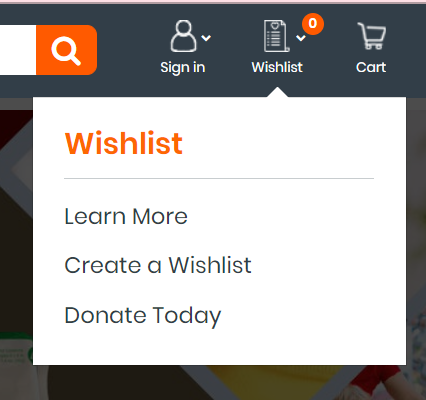 0
Sign in
Wishlist
Cart
Wishlist
Learn More
Create a Wishlist
Donate Today